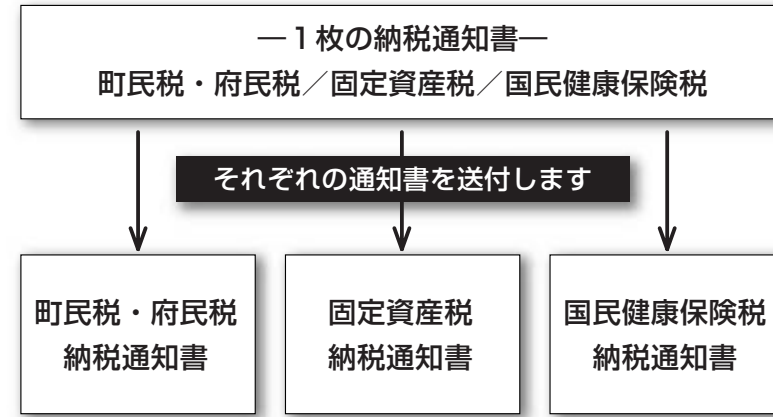 ―１枚の納税通知書―
町民税・府民税／固定資産税／国民健康保険税
それぞれの通知書を送付します
町民税・府民税
納税通知書
固定資産税
納税通知書
国民健康保険税
納税通知書